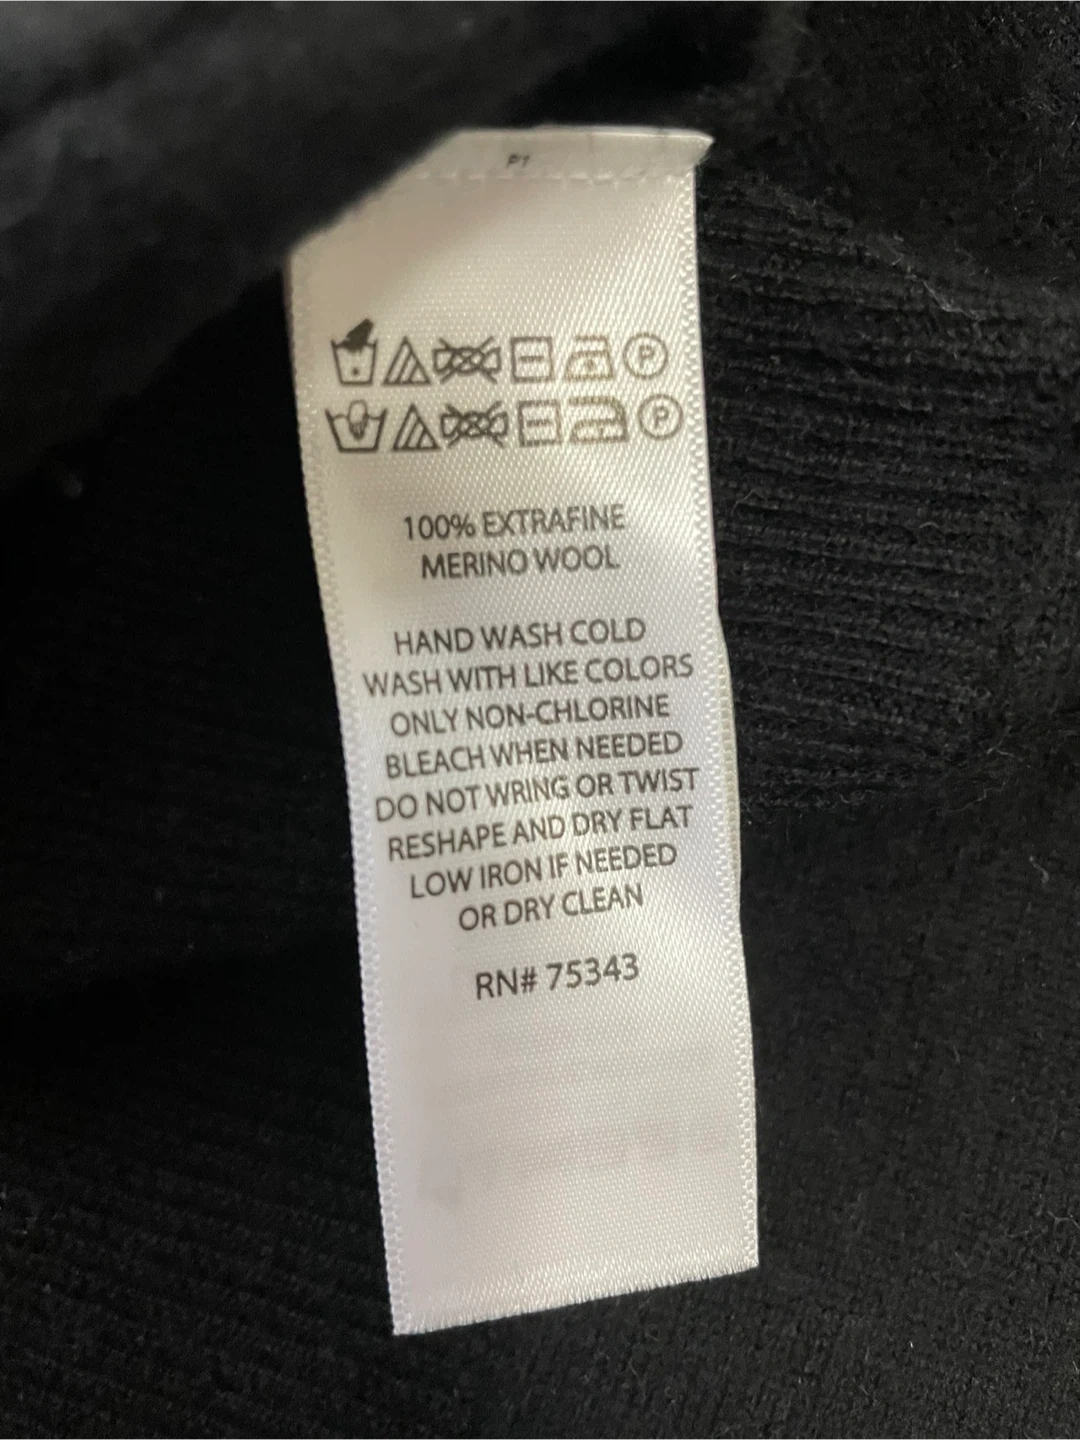 P1
P
P
100% EXTRAFINE
MERINO WOOL
HAND WASH COLD
WASH WITH LIKE COLORS
ONLY NON-CHLORINE
BLEACH WHEN NEEDED
DO NOT WRING OR TWIST
RESHAPE AND DRY FLAT
LOW IRON IF NEEDED
OR DRY CLEAN
RN# 75343